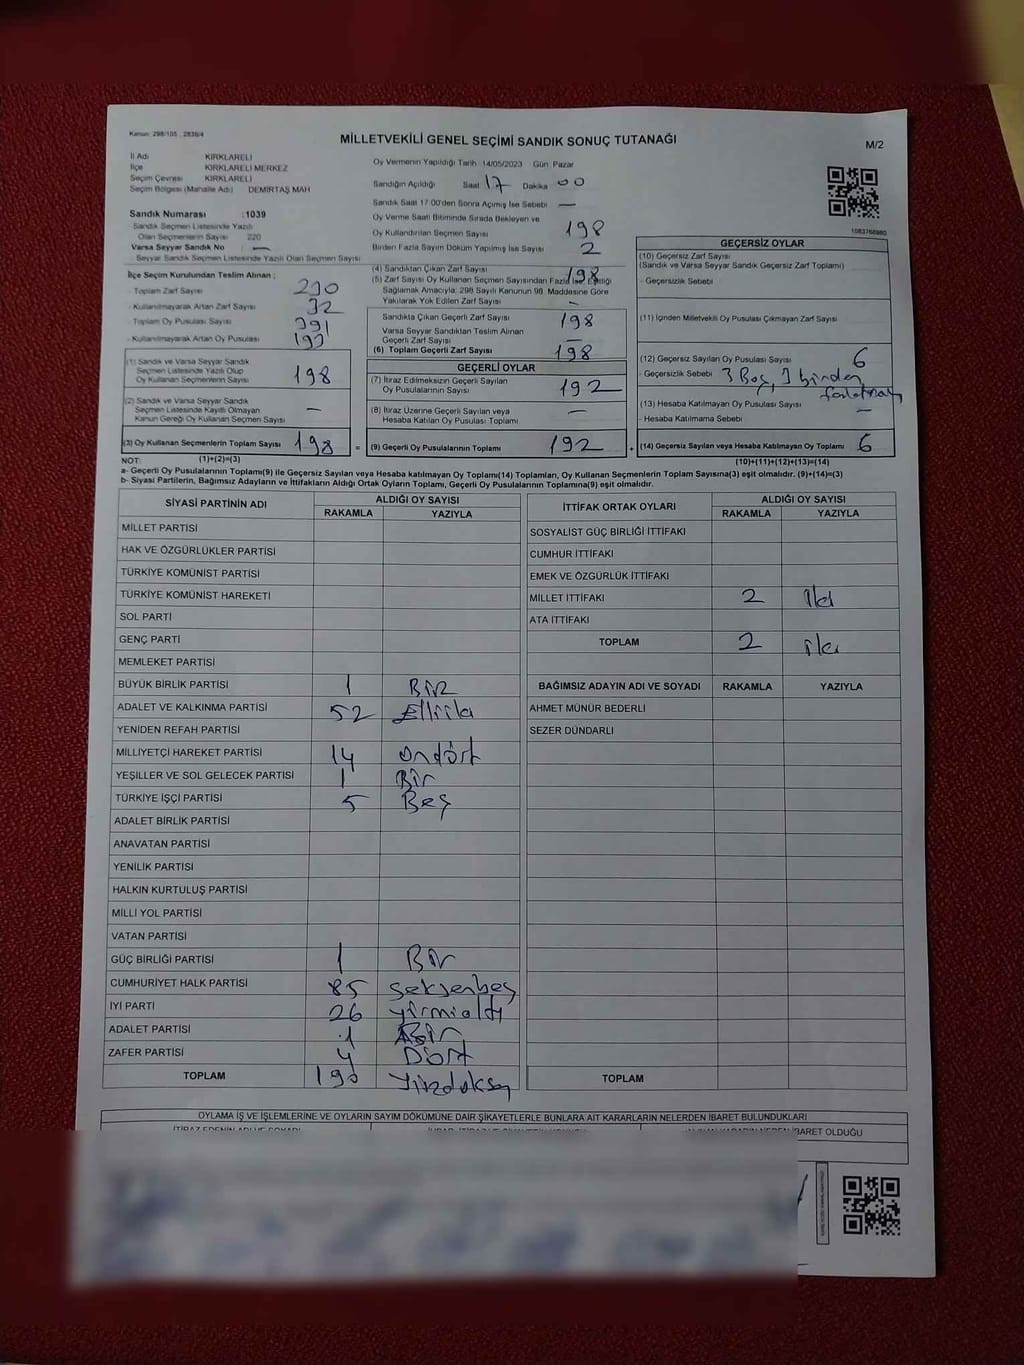 Kanun: 298/105 , 2839/4
MİLLETVEKİLİ GENEL SEÇİMİ SANDIK SONUÇ TUTANAĞI
M/2
İl Adı KIRKLARELİ
İlçe KIRKLARELİ MERKEZ
Seçim Çevresi KIRKLARELİ
Seçim Bölgesi (Mahalle Adı) DEMİRTAŞ MAH
Sandık Numarası :1039
Sandık Seçmen Listesinde Yazılı
Olan Seçmenlerin Sayısı 220
Varsa Seyyar Sandık No —
Seyyar Sandık Seçmen Listesinde Yazılı Olan Seçmen Sayısı
Oy Vermenin Yapıldığı Tarih 14/05/2023 Gün Pazar
Sandığın Açıldığı Saat 17 Dakika 00
Sandık Saat 17.00'den Sonra Açılmış İse Sebebi —
Oy Verme Saati Bitiminde Sırada Bekleyen ve
Oy Kullandırılan Seçmen Sayısı 198
Birden Fazla Sayım Döküm Yapılmış İse Sayısı 2
1083766980
İlçe Seçim Kurulundan Teslim Alınan ;
- Toplam Zarf Sayısı 230
- Kullanılmayarak Artan Zarf Sayısı 32
- Toplam Oy Pusulası Sayısı 391
- Kullanılmayarak Artan Oy Pusulası
(1) Sandık ve Varsa Seyyar Sandık
Seçmen Listesinde Yazılı Olup
Oy Kullanan Seçmenlerin Sayısı 198
(2) Sandık ve Varsa Seyyar Sandık
Seçmen Listesinde Kayıtlı Olmayan
Kanun Gereği Oy Kullanan Seçmen Sayısı —
(3) Oy Kullanan Seçmenlerin Toplam Sayısı 198
(4) Sandıktan Çıkan Zarf Sayısı 198
(5) Zarf Sayısı Oy Kullanan Seçmen Sayısından Fazla İse, Eşitliği
Sağlamak Amacıyla; 298 Sayılı Kanunun 98. Maddesine Göre
Yakılarak Yok Edilen Zarf Sayısı —
Sandıkta Çıkan Geçerli Zarf Sayısı 198
Varsa Seyyar Sandıktan Teslim Alınan
Geçerli Zarf Sayısı —
(6) Toplam Geçerli Zarf Sayısı 198
GEÇERLİ OYLAR
(7) İtiraz Edilmeksizin Geçerli Sayılan
Oy Pusulalarının Sayısı 192
(8) İtiraz Üzerine Geçerli Sayılan veya
Hesaba Katılan Oy Pusulası Toplamı —
= (9) Geçerli Oy Pusulalarının Toplamı 192
GEÇERSİZ OYLAR
(10) Geçersiz Zarf Sayısı
(Sandık ve Varsa Seyyar Sandık Geçersiz Zarf Toplamı)
- Geçersizlik Sebebi
(11) İçinden Milletvekili Oy Pusulası Çıkmayan Zarf Sayısı
(12) Geçersiz Sayılan Oy Pusulası Sayısı 6
- Geçersizlik Sebebi 3 Boş, 3 birden
(13) Hesaba Katılmayan Oy Pusulası Sayısı —
Hesaba Katılmama Sebebi
+ (14) Geçersiz Sayılan veya Hesaba Katılmayan Oy Toplamı 6
NOT: (1)+(2)=(3) (10)+(11)+(12)+(13)=(14)
a- Geçerli Oy Pusulalarının Toplamı(9) ile Geçersiz Sayılan veya Hesaba katılmayan Oy Toplamı(14) Toplamları, Oy Kullanan Seçmenlerin Toplam Sayısına(3) eşit olmalıdır. (9)+(14)=(3)
b- Siyasi Partilerin, Bağımsız Adayların ve İttifakların Aldığı Ortak Oyların Toplamı, Geçerli Oy Pusulalarının Toplamına(9) eşit olmalıdır.
SİYASİ PARTİNİN ADI ALDIĞI OY SAYISI
RAKAMLA YAZIYLA
MİLLET PARTİSİ
HAK VE ÖZGÜRLÜKLER PARTİSİ
TÜRKİYE KOMÜNİST PARTİSİ
TÜRKİYE KOMÜNİST HAREKETİ
SOL PARTİ
GENÇ PARTİ
MEMLEKET PARTİSİ
BÜYÜK BİRLİK PARTİSİ 1 BİR
ADALET VE KALKINMA PARTİSİ 52 Elliiki
YENİDEN REFAH PARTİSİ
MİLLİYETÇİ HAREKET PARTİSİ 14 Ondört
YEŞİLLER VE SOL GELECEK PARTİSİ 1 Bir
TÜRKİYE İŞÇİ PARTİSİ 5 Beş
ADALET BİRLİK PARTİSİ
ANAVATAN PARTİSİ
YENİLİK PARTİSİ
HALKIN KURTULUŞ PARTİSİ
MİLLİ YOL PARTİSİ
VATAN PARTİSİ
GÜÇ BİRLİĞİ PARTİSİ 1 Bir
CUMHURİYET HALK PARTİSİ 85 Seksenbeş
İYİ PARTİ 26 yirmialtı
ADALET PARTİSİ 1 Bir
ZAFER PARTİSİ 4 Dört
TOPLAM 190 Yüzdoksan
İTTİFAK ORTAK OYLARI ALDIĞI OY SAYISI
RAKAMLA YAZIYLA
SOSYALİST GÜÇ BİRLİĞİ İTTİFAKI
CUMHUR İTTİFAKI
EMEK VE ÖZGÜRLÜK İTTİFAKI
MİLLET İTTİFAKI 2 İki
ATA İTTİFAKI
TOPLAM 2 iki
BAĞIMSIZ ADAYIN ADI VE SOYADI RAKAMLA YAZIYLA
AHMET MÜNÜR BEDERLİ
SEZER DÜNDARLI
TOPLAM
OYLAMA İŞ VE İŞLEMLERİNE VE OYLARIN SAYIM DÖKÜMÜNE DAİR ŞİKAYETLERLE BUNLARA AİT KARARLARIN NELERDEN İBARET BULUNDUKLARI
İTİRAZ EDENİN ADI VE SOYADI
İBARET OLDUĞU